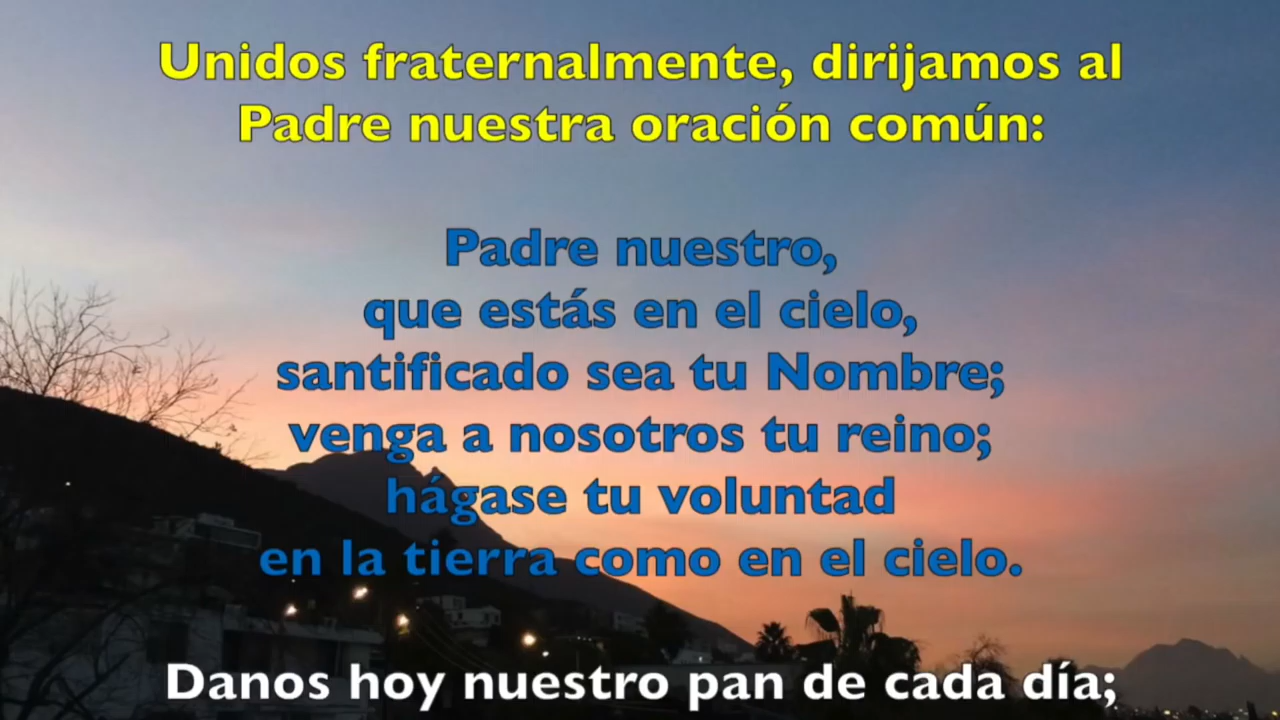 Unidos fraternalmente, dirijamos al
Padre nuestra oración común:
Padre nuestro,
que estás en el cielo,
santificado sea tu Nombre;
venga a nosotros tu reino;
hágase tu voluntad
en la tierra como en el cielo.
Danos hoy nuestro pan de cada día;